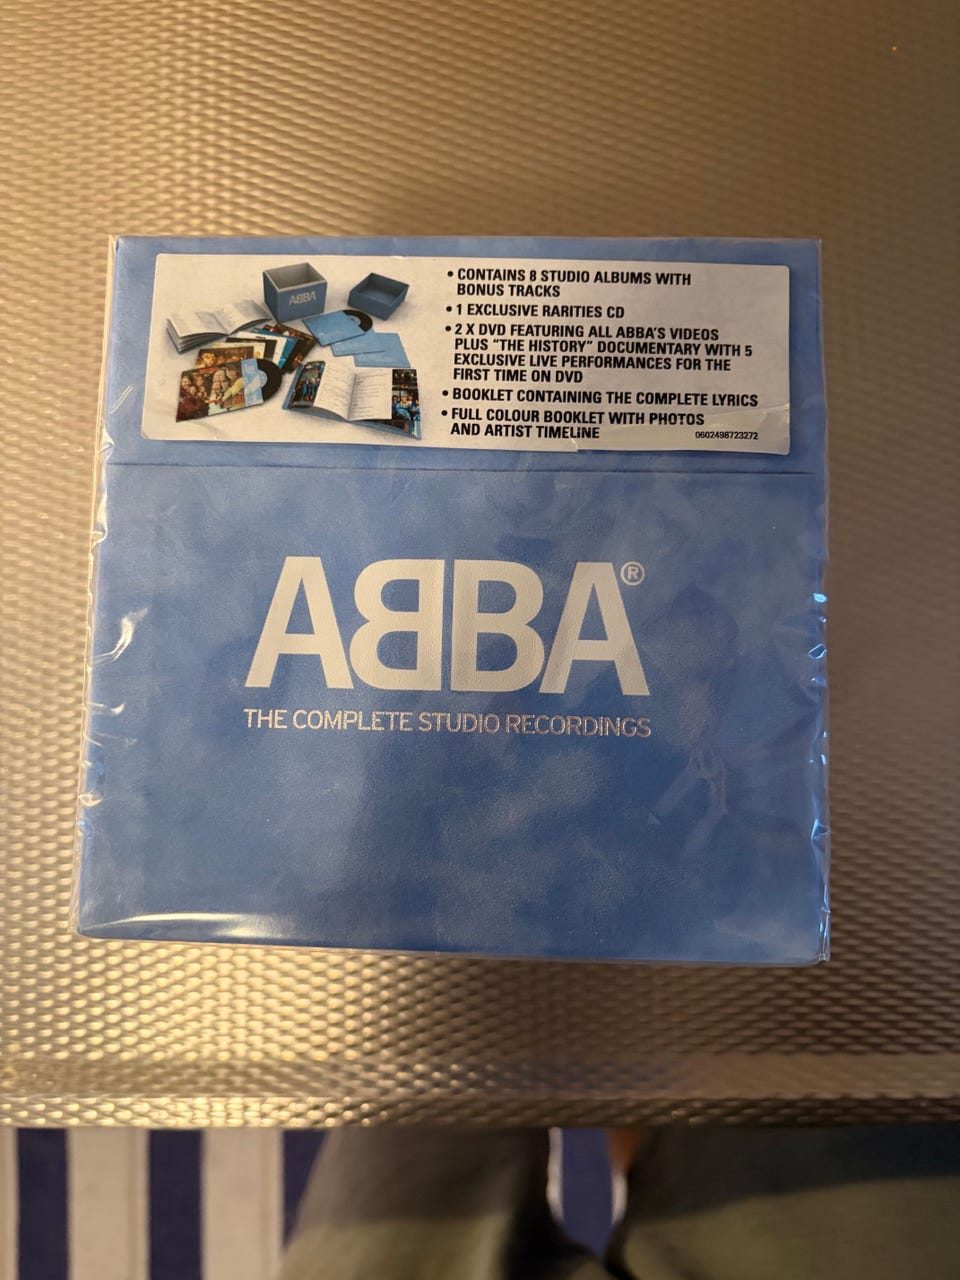 ABBA
• CONTAINS 8 STUDIO ALBUMS WITH
BONUS TRACKS
• 1 EXCLUSIVE RARITIES CD
• 2 X DVD FEATURING ALL ABBA'S VIDEOS
PLUS "THE HISTORY" DOCUMENTARY WITH 5
EXCLUSIVE LIVE PERFORMANCES FOR THE
FIRST TIME ON DVD
• BOOKLET CONTAINING THE COMPLETE LYRICS
• FULL COLOUR BOOKLET WITH PHOTOS
AND ARTIST TIMELINE
0602498723272
ABBA®
THE COMPLETE STUDIO RECORDINGS